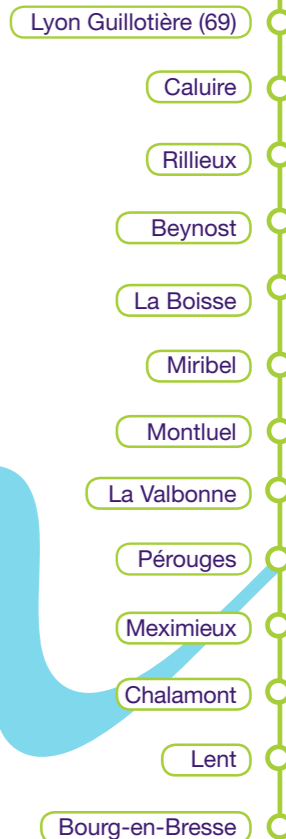 Lyon Guillotière (69)
Caluire
Rillieux
Beynost
La Boisse
Miribel
Montluel
La Valbonne
Pérouges
Meximieux
Chalamont
Lent
Bourg-en-Bresse